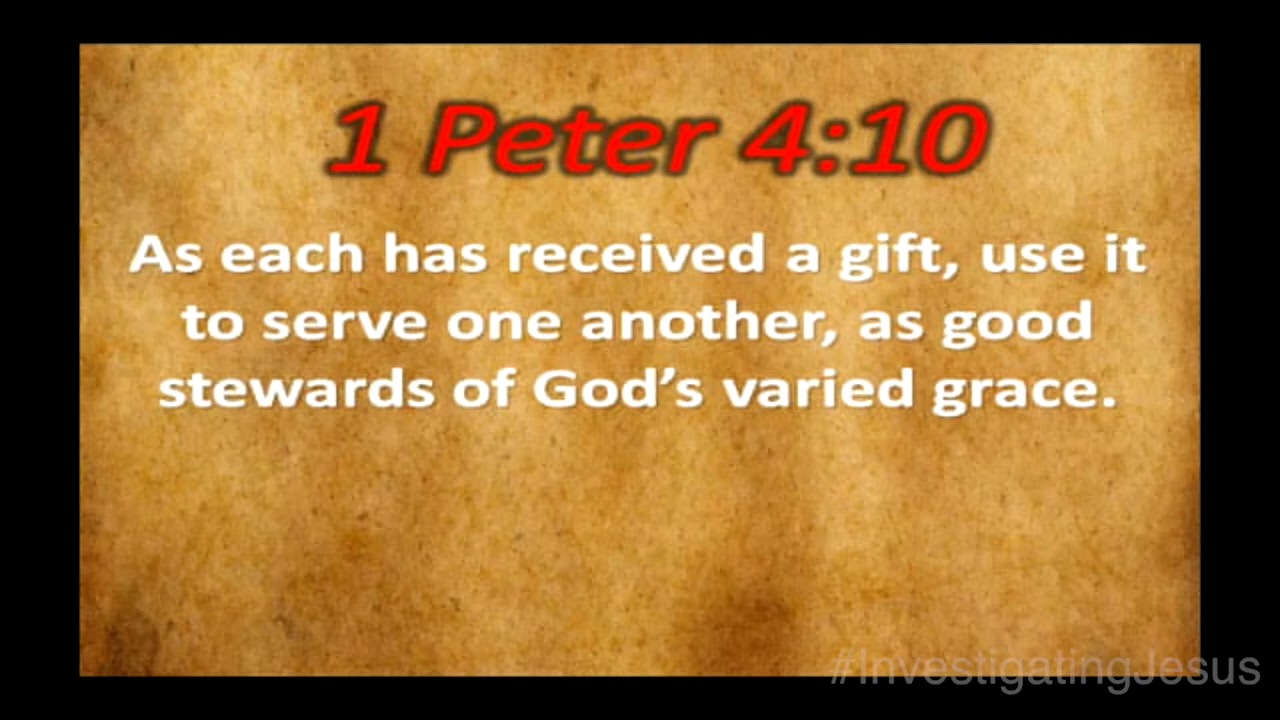 1 Peter 4:10
As each has received a gift, use it
to serve one another, as good
stewards of God’s varied grace.
#InvestigatingJesus